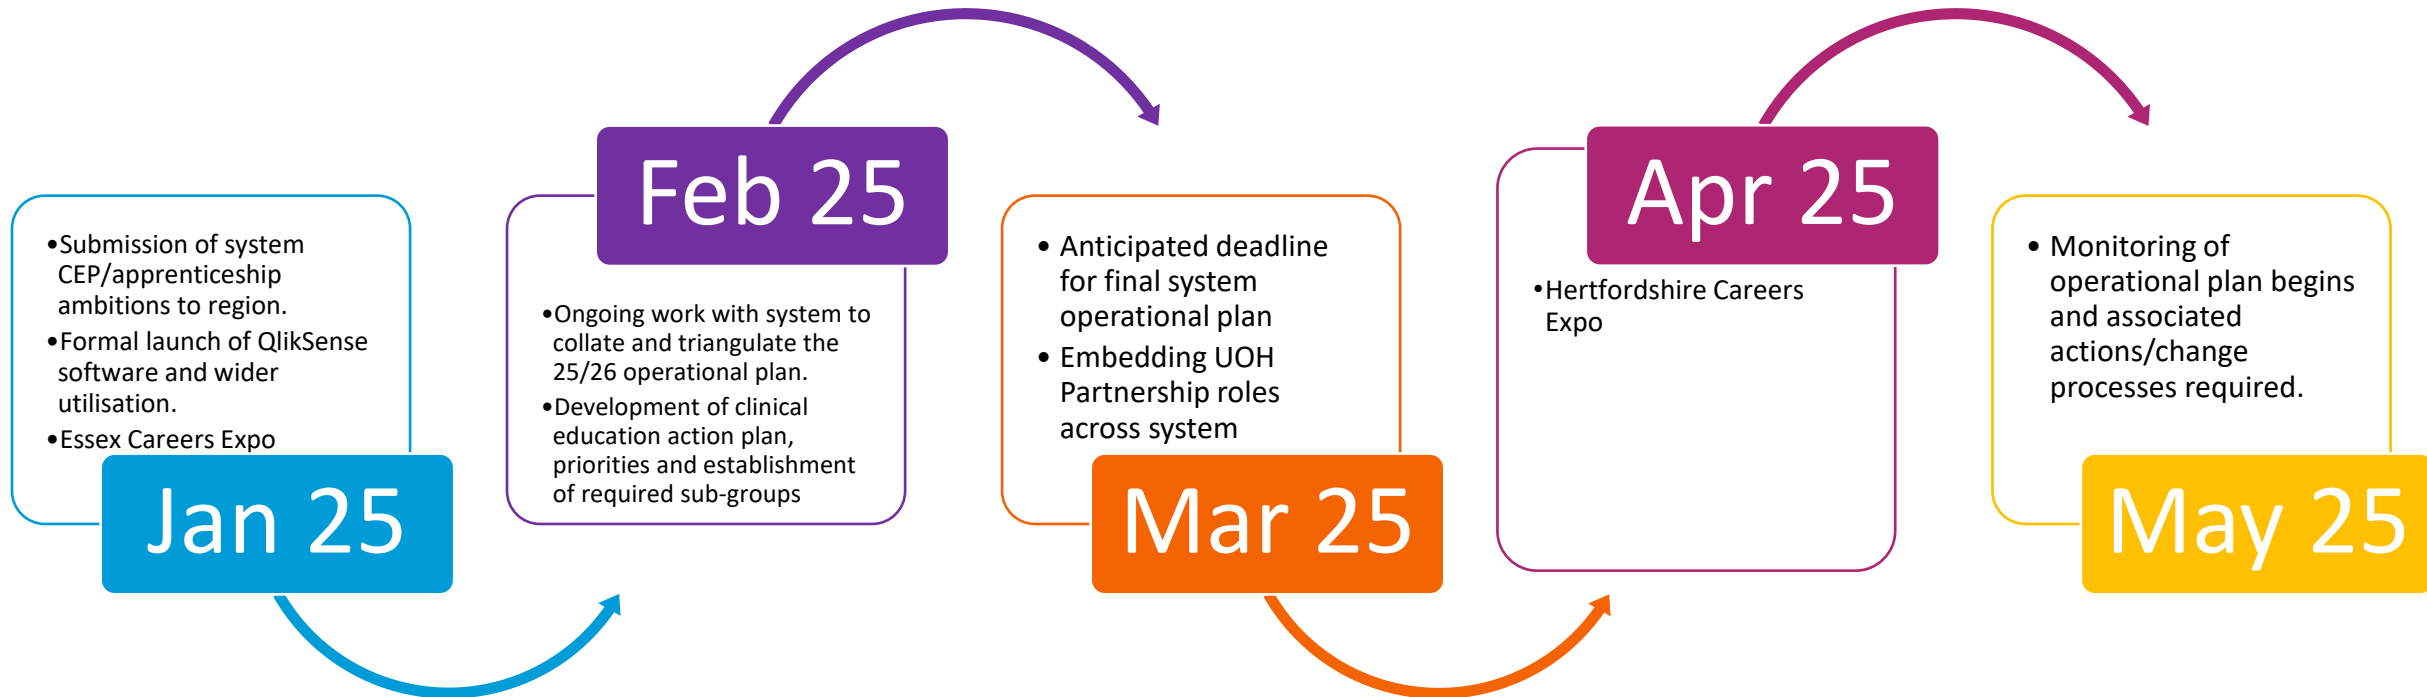 •Submission of system
CEP/apprenticeship
ambitions to region.
•Formal launch of QlikSense
software and wider
utilisation.
•Essex Careers Expo
Jan 25
Feb 25
•Ongoing work with system to
collate and triangulate the
25/26 operational plan.
•Development of clinical
education action plan,
priorities and establishment
of required sub-groups
• Anticipated deadline
for final system
operational plan
• Embedding UOH
Partnership roles
across system
Mar 25
Apr 25
•Hertfordshire Careers
Expo
• Monitoring of
operational plan begins
and associated
actions/change
processes required.
May 25